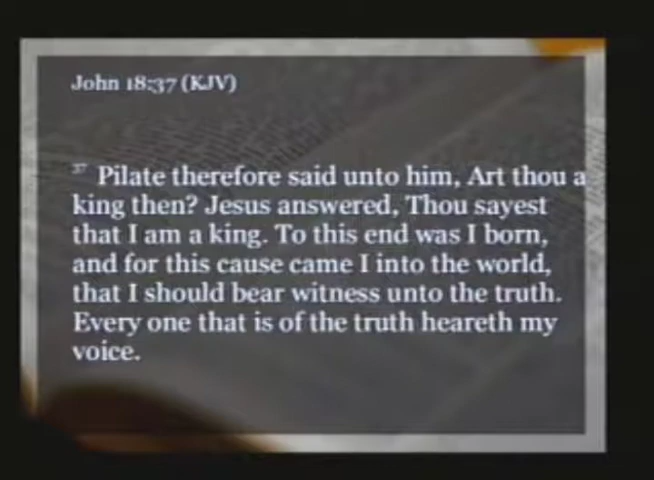 John 18:37 (KJV)
37 Pilate therefore said unto him, Art thou a
king then? Jesus answered, Thou sayest
that I am a king. To this end was I born,
and for this cause came I into the world,
that I should bear witness unto the truth.
Every one that is of the truth heareth my
voice.